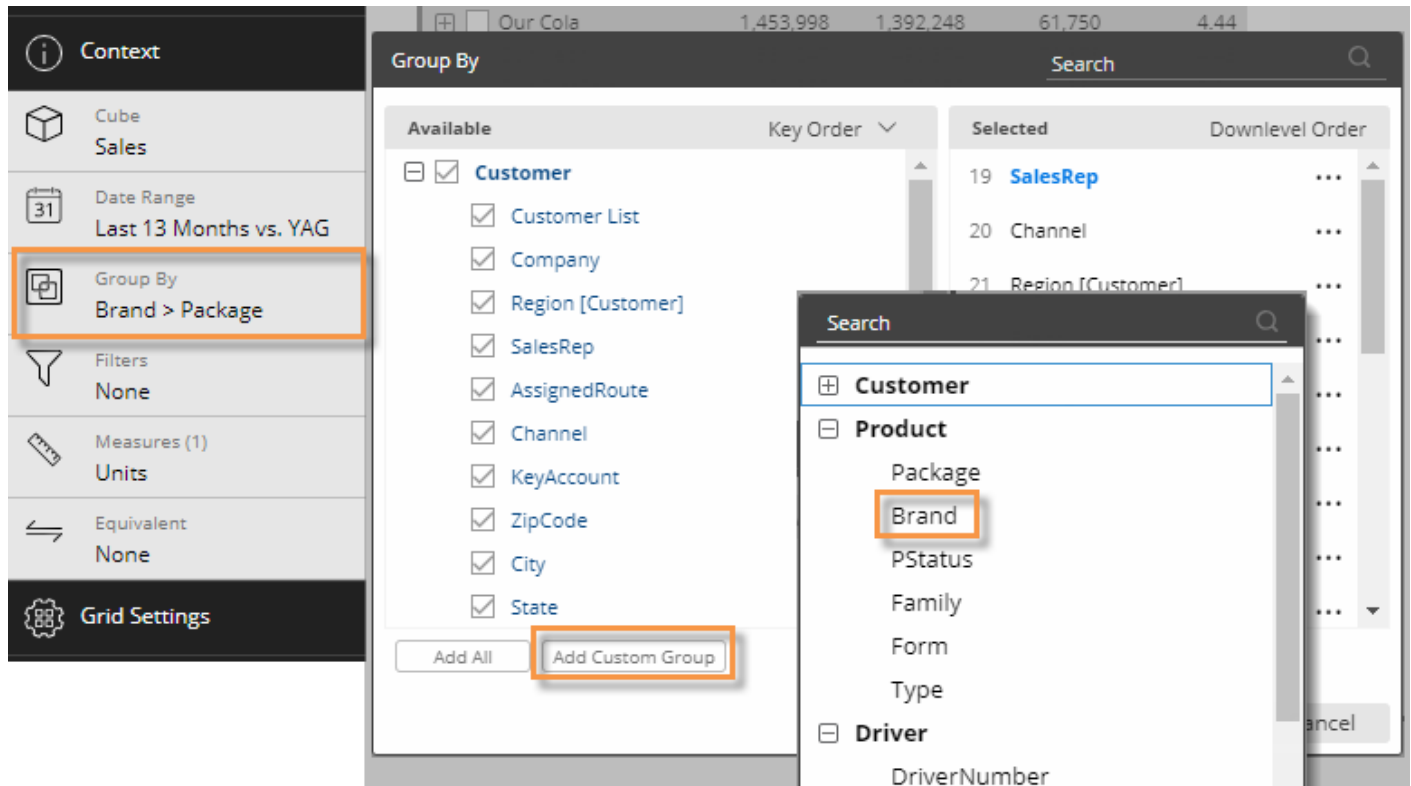 Our Cola 1,453,998 1,392,248 61,750 4.44
Context
Cube
Sales
31
Date Range
Last 13 Months vs. YAG
Group By
Brand > Package
Filters
None
Measures (1)
Units
Equivalent
None
Grid Settings
Group By
Search
Available Key Order
Customer
Customer List
Company
Region [Customer]
SalesRep
AssignedRoute
Channel
KeyAccount
ZipCode
City
State
Add All Add Custom Group
Selected Downlevel Order
19 SalesRep ...
20 Channel ...
21 Region [Customer] ...
Search
Customer
Product
Package
Brand
PStatus
Family
Form
Type
Driver
DriverNumber
ancel